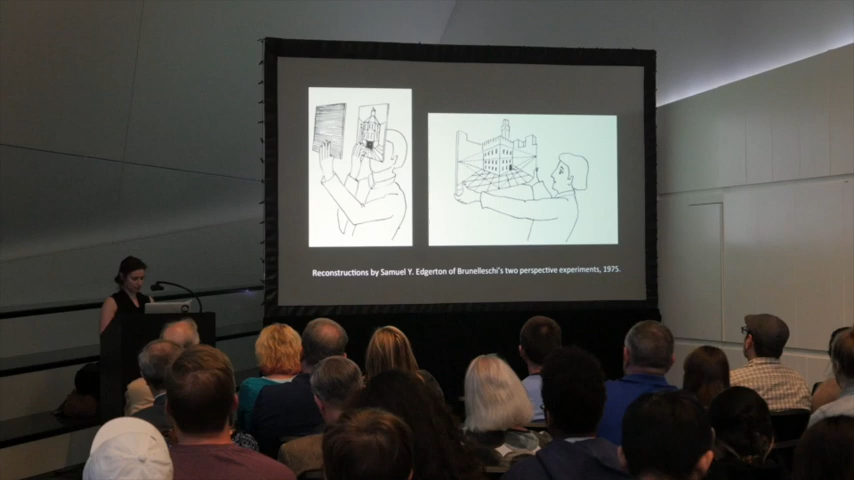 Reconstructions by Samuel Y. Edgerton of Brunelleschi's two perspective experiments, 1975.